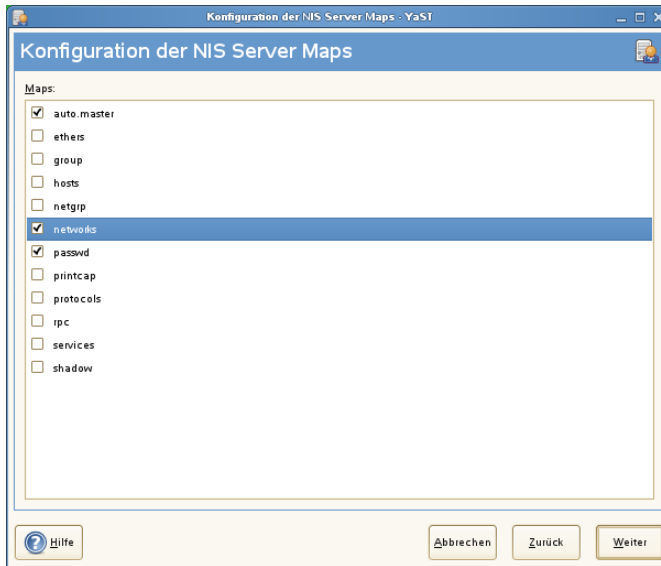 Konfiguration der NIS Server Maps - YaST
Konfiguration der NIS Server Maps
Maps:
auto.master
ethers
group
hosts
netgrp
networks
passwd
printcap
protocols
rpc
services
shadow
Hilfe
Abbrechen
Zurück
Weiter